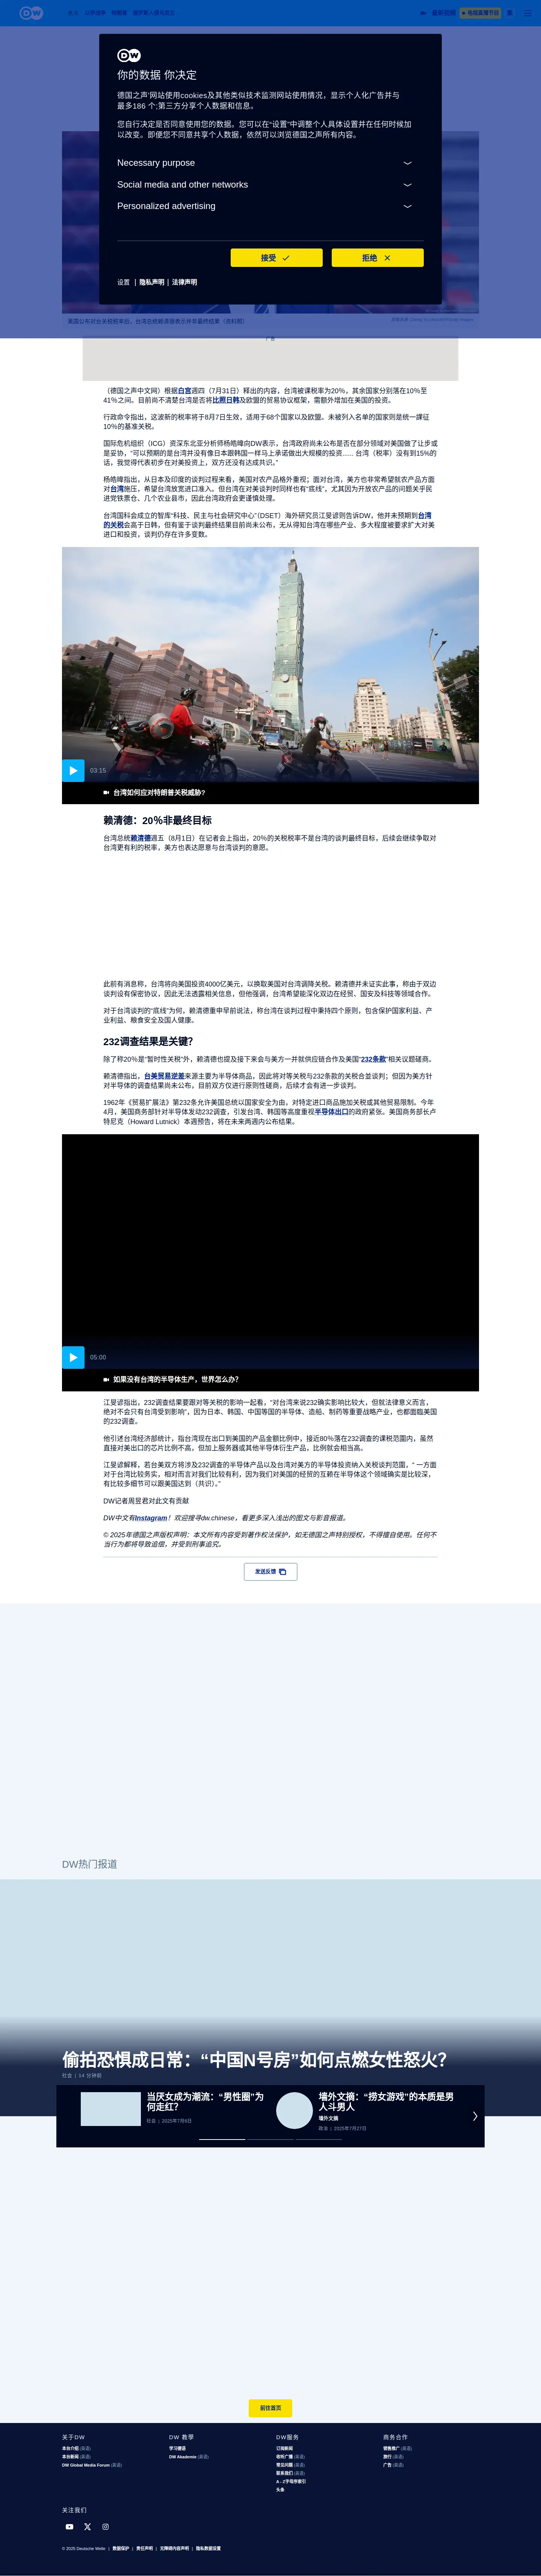 DW
你的数据 你决定
德国之声'网站使用cookies及其他类似技术监测网站使用情况，显示个人化广告并与
最多186 个;第三方分享个人数据和信息。
您自行决定是否同意使用您的数据。您可以在“设置”中调整个人具体设置并在任何时候加
以改变。即便您不同意共享个人数据，依然可以浏览德国之声所有内容。
Necessary purpose
Social media and other networks
Personalized advertising
接受
拒绝
设置 | 隐私声明 | 法律声明
美国公布对台关税税率后，台湾总统赖清德表示并非最终结果（资料图）
广告
（德国之声中文网）根据白宫週四（7月31日）释出的内容，台湾被课税率为20%，其余国家分别落在10%至
41%之间。目前尚不清楚台湾是否将比照日韩及欧盟的贸易协议框架，需额外增加在美国的投资。
行政命令指出，这波新的税率将于8月7日生效，适用于68个国家以及欧盟。未被列入名单的国家则是统一课征
10%的基准关税。
国际危机组织（ICG）资深东北亚分析师杨皓暐向DW表示，台湾政府尚未公布是否在部分领域对美国做了让步或
是妥协，“可以预期的是台湾并没有像日本跟韩国一样马上承诺做出大规模的投资...... 台湾（税率）没有到15%的
话，我觉得代表初步在对美投资上，双方还没有达成共识。”
杨皓暐指出，从日本及印度的谈判过程来看，美国对农产品格外重视；面对台湾，美方也非常希望就农产品方面
对台湾施压，希望台湾放宽进口准入。但台湾在对美谈判时同样也有“底线”，尤其因为开放农产品的问题关乎民
进党铁票仓、几个农业县市，因此台湾政府会更谨慎处理。
台湾国科会成立的智库“科技、民主与社会研究中心”（DSET）海外研究员江旻谚则告诉DW，他并未预期到台湾
的关税会高于日韩，但有鉴于谈判最终结果目前尚未公布，无从得知台湾在哪些产业、多大程度被要求扩大对美
进口和投资，谈判仍存在许多变数。
03:15
台湾如何应对特朗普关税威胁？
赖清德：20%非最终目标
台湾总统赖清德週五（8月1日）在记者会上指出，20%的关税税率不是台湾的谈判最终目标，后续会继续争取对
台湾更有利的税率，美方也表达愿意与台湾谈判的意愿。
此前有消息称，台湾将向美国投资4000亿美元，以换取美国对台湾调降关税。赖清德并未证实此事，称由于双边
谈判设有保密协议，因此无法透露相关信息，但他强调，台湾希望能深化双边在经贸、国安及科技等领域合作。
对于台湾谈判的“底线”为何，赖清德重申早前说法，称台湾在谈判过程中秉持四个原则，包含保护国家利益、产
业利益、粮食安全及国人健康。
232调查结果是关键？
除了称20%是“暂时性关税”外，赖清德也提及接下来会与美方一并就供应链合作及美国“232条款”相关议题磋商。
赖清德指出，台美贸易逆差来源主要为半导体商品，因此将对等关税与232条款的关税合並谈判；但因为美方针
对半导体的调查结果尚未公布，目前双方仅进行原则性磋商，后续才会有进一步谈判。
1962年《贸易扩展法》第232条允许美国总统以国家安全为由，对特定进口商品施加关税或其他贸易限制。今年
4月，美国商务部针对半导体发动232调查，引发台湾、韩国等高度重视半导体出口的政府紧张。美国商务部长卢
特尼克（Howard Lutnick）本週预告，将在未来两週内公布结果。
05:00
如果没有台湾的半导体生产，世界怎么办？
江旻谚指出，232调查结果要跟对等关税的影响一起看，“对台湾来说232确实影响比较大，但就法律意义而言，
绝对不会只有台湾受到影响”，因为日本、韩国、中国等国的半导体、造船、制药等重要战略产业，也都面临美国
的232调查。
他引述台湾经济部统计，指台湾现在出口到美国的产品金额比例中，接近80%落在232调查的课税范围内，虽然
直接对美出口的芯片比例不高，但加上服务器或其他半导体衍生产品，比例就会相当高。
江旻谚解释，若台美双方将涉及232调查的半导体产品以及台湾对美方的半导体投资纳入关税谈判范围，“ 一方面
对于台湾比较务实，相对而言对我们比较有利，因为我们对美国的经贸的互赖在半导体这个领域确实是比较深，
有比较多细节可以跟美国达到（共识）。”
DW记者周昱君对此文有贡献
DW中文有Instagram！欢迎搜寻dw.chinese，看更多深入浅出的图文与影音报道。
© 2025年德国之声版权声明：本文所有内容受到著作权法保护，如无德国之声特别授权，不得擅自使用。任何不
当行为都将导致追偿，并受到刑事追究。
发送反馈
DW热门报道
偷拍恐惧成日常：“中国N号房”如何点燃女性怒火？
社会 | 14 分钟前
当厌女成为潮流：“男性圈”为
何走红？
社会 | 2025年7月6日
墙外文摘：“捞女游戏”的本质是男
人斗男人
墙外文摘
政治 | 2025年7月27日
前往首页
关于DW
本台介绍 (英语)
本台新闻 (英语)
DW Global Media Forum (英语)
DW 教學
学习德语
DW Akademie (英语)
DW服务
订阅新闻
收听广播 (英语)
常见问题 (英语)
联系我们 (英语)
A - Z字母序索引
头条
商务合作
销售推广 (英语)
旅行 (英语)
广告 (英语)
关注我们
© 2025 Deutsche Welle | 数据保护 | 责任声明 | 无障碍内容声明 | 隐私数据设置